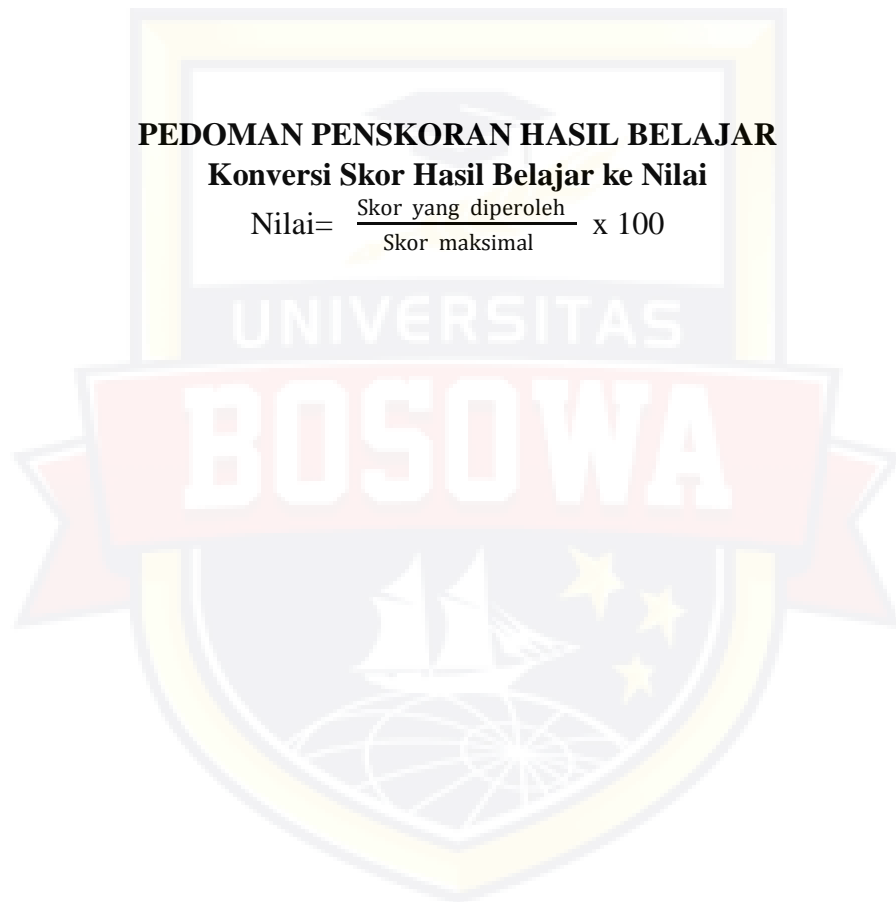 PEDOMAN PENSKORAN HASIL BELAJAR
Konversi Skor Hasil Belajar ke Nilai
Nilai= Skor yang diperoleh / Skor maksimal x 100
UNIVERSITAS
BOSOWA